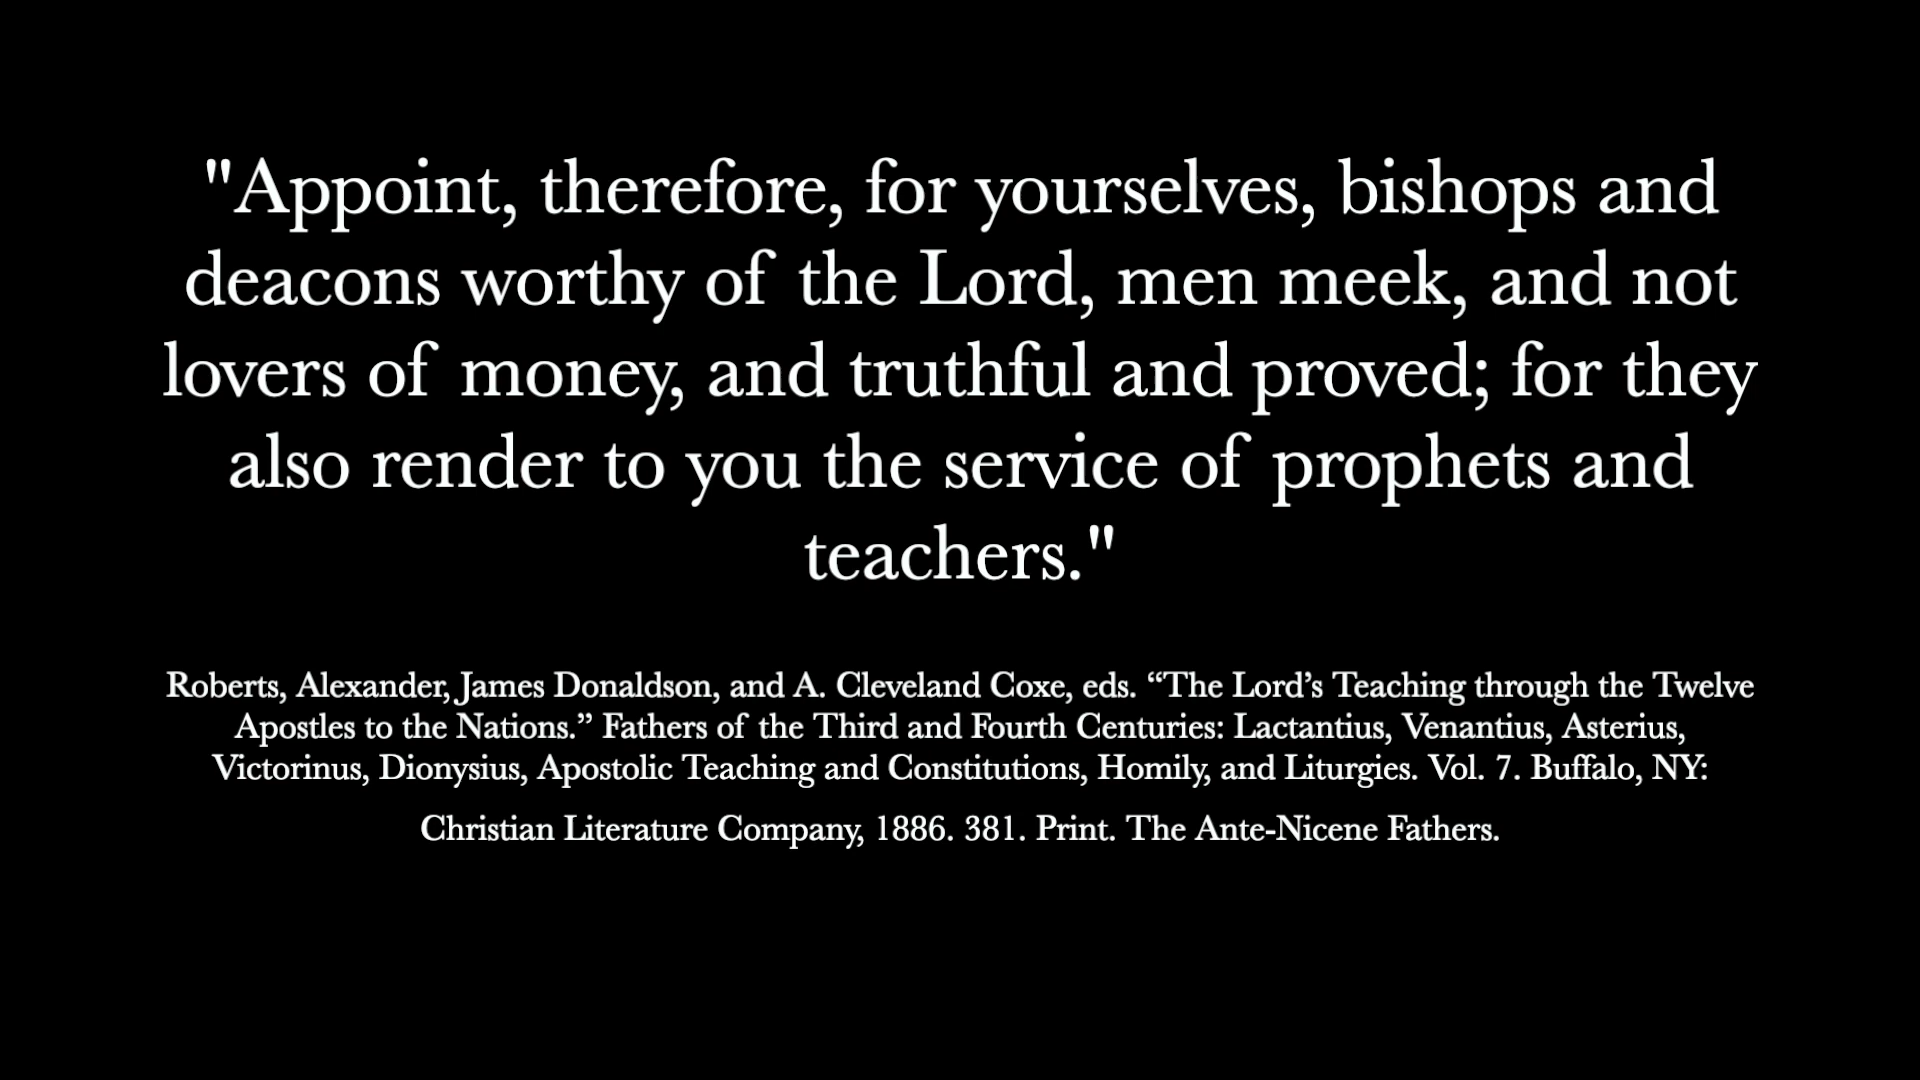 "Appoint, therefore, for yourselves, bishops and
deacons worthy of the Lord, men meek, and not
lovers of money, and truthful and proved; for they
also render to you the service of prophets and
teachers."
Roberts, Alexander, James Donaldson, and A. Cleveland Coxe, eds. “The Lord’s Teaching through the Twelve
Apostles to the Nations.” Fathers of the Third and Fourth Centuries: Lactantius, Venantius, Asterius,
Victorinus, Dionysius, Apostolic Teaching and Constitutions, Homily, and Liturgies. Vol. 7. Buffalo, NY:
Christian Literature Company, 1886. 381. Print. The Ante-Nicene Fathers.